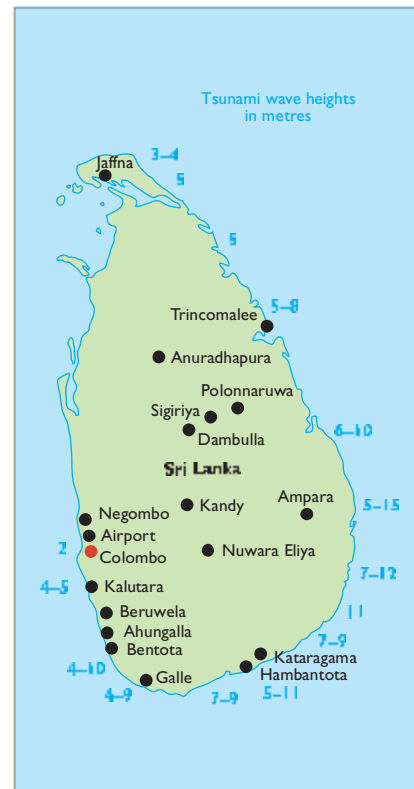 Tsunami wave heights
in metres
3–4
Jaffna
5
5
5–8
Trincomalee
Anuradhapura
Polonnaruwa
Sigiriya
Dambulla
6–10
Sri Lanka
Ampara
Kandy
5–15
Negombo
Airport
2
Colombo
Nuwara Eliya
7–12
4–5
Kalutara
11
Beruwela
Ahungalla
7–9
Bentota
Kataragama
4–10
Galle
Hambantota
4–9
7–9
5–11